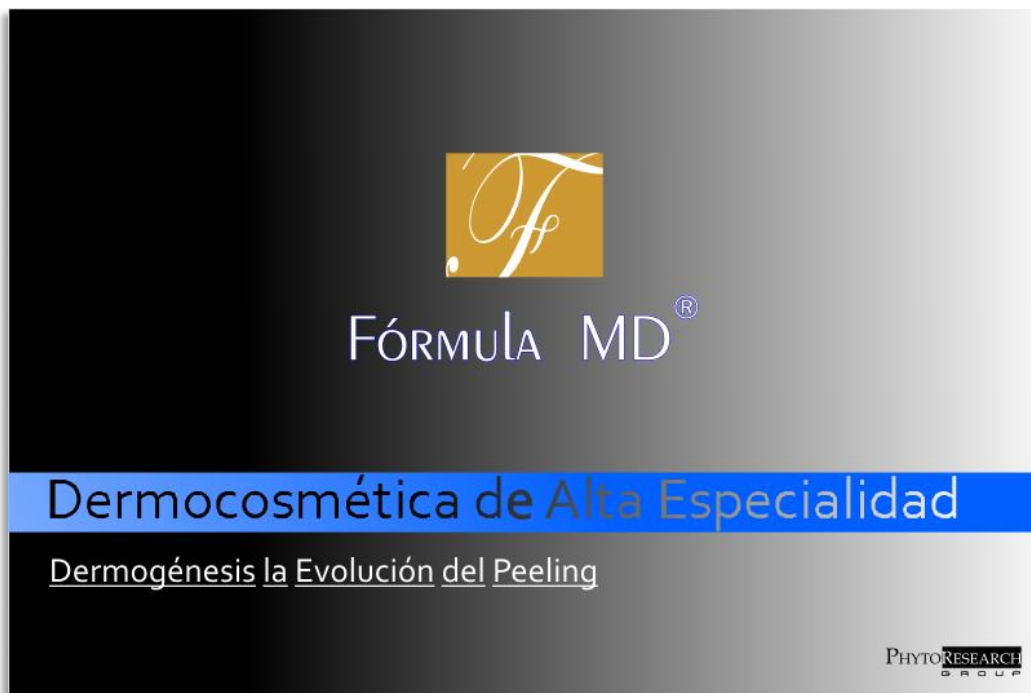 Fórmula MD®
Dermocosmética de Alta Especialidad
Dermogénesis la Evolución del Peeling
PhytoResearch
GROUP